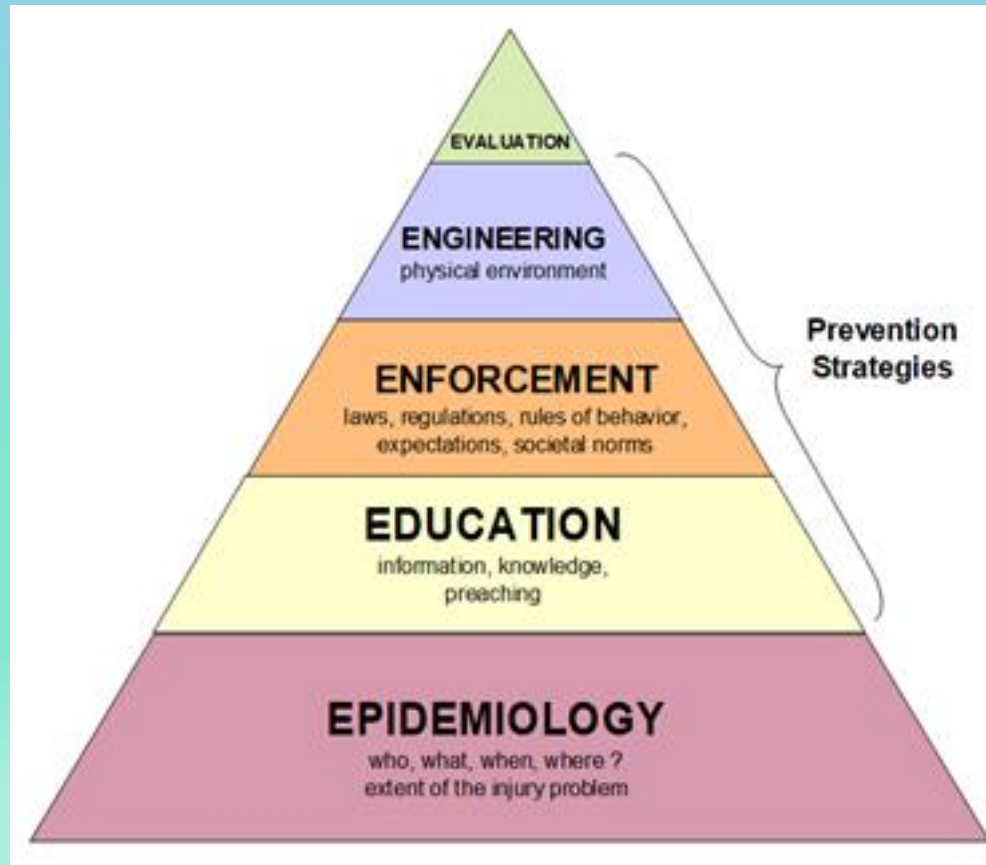 EVALUATION
ENGINEERING
physical environment
Prevention
Strategies
ENFORCEMENT
laws, regulations, rules of behavior,
expectations, societal norms
EDUCATION
information, knowledge,
preaching
EPIDEMIOLOGY
who, what, when, where ?
extent of the injury problem